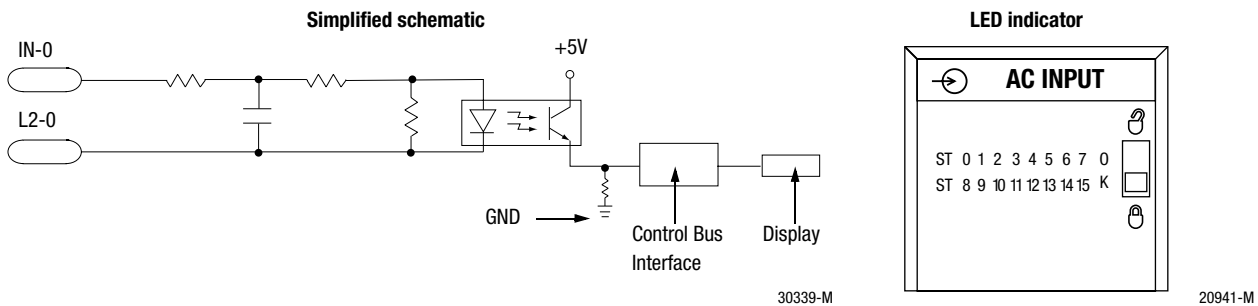 Simplified schematic
IN-0
+5V
L2-0
GND
Control Bus
Interface
Display
30339-M
LED indicator
AC INPUT
ST 0 1 2 3 4 5 6 7 O
ST 8 9 10 11 12 13 14 15 K
20941-M